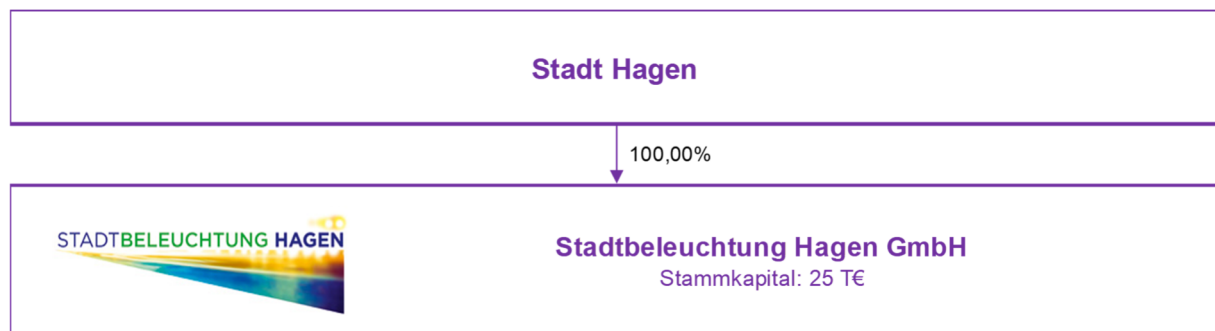 Stadt Hagen
100,00%
STADTBELEUCHTUNG HAGEN
Stadtbeleuchtung Hagen GmbH
Stammkapital: 25 T€